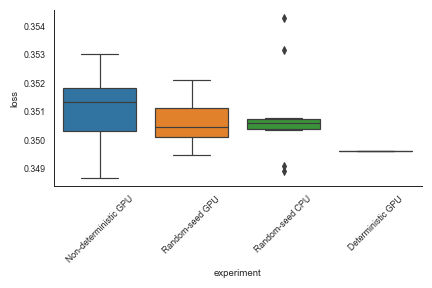 0.354
0.353
0.352
0.351
0.350
0.349
loss
Non-deterministic GPU
Random-seed GPU
Random-seed CPU
Deterministic GPU
experiment